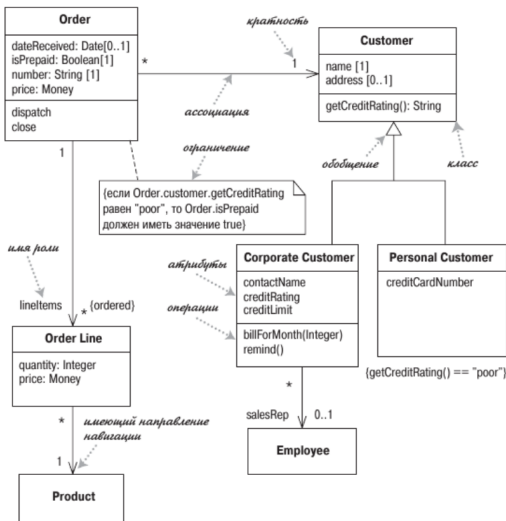 Order
dateReceived: Date[0..1]
isPrepaid: Boolean[1]
number: String [1]
price: Money
dispatch
close
*
1
кратность
ассоциация
Customer
name [1]
address [0..1]
getCreditRating(): String
ограничение
обобщение
класс
1
{если Order.customer.getCreditRating
равен "poor", то Order.isPrepaid
должен иметь значение true}
имя роли
lineItems
*
{ordered}
атрибуты
операции
Corporate Customer
contactName
creditRating
creditLimit
billForMonth(Integer)
remind()
Personal Customer
creditCardNumber
{getCreditRating() == "poor"}
Order Line
quantity: Integer
price: Money
*
имеющий направление
навигации
1
Product
*
salesRep
0..1
Employee